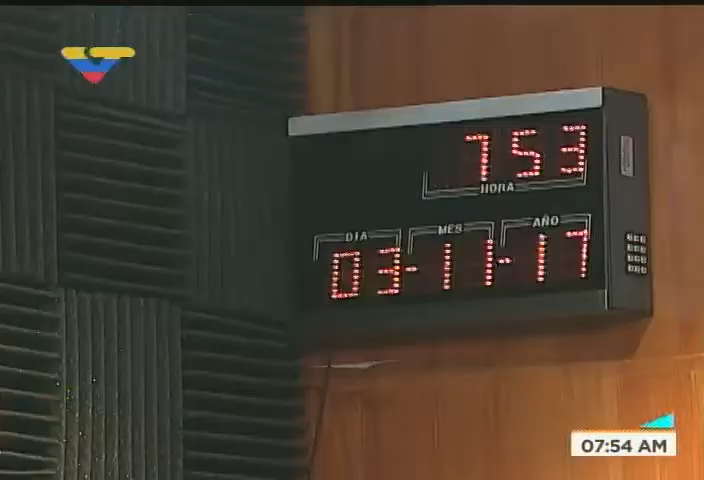 7 53
HORA
DIA MES AÑO
03-11-17
07:54 AM